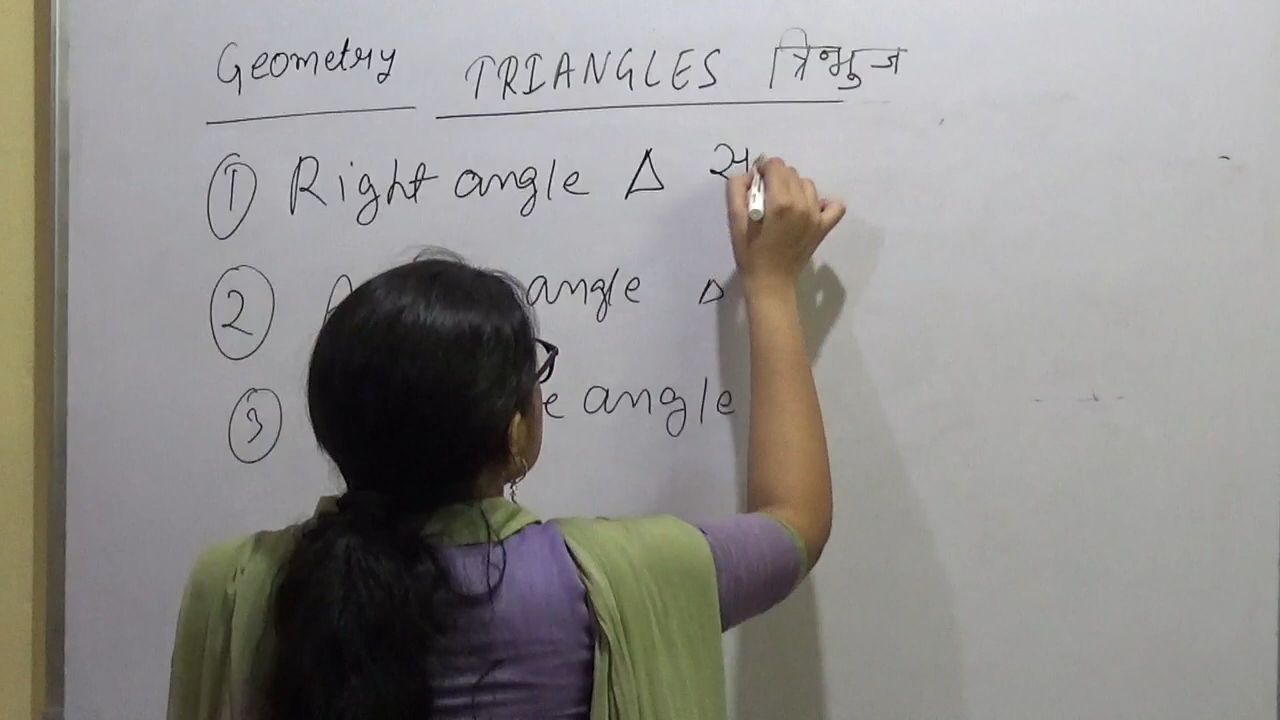 Geometry TRIANGLES त्रिभुज
① Right angle Δ
② angle Δ
③ angle